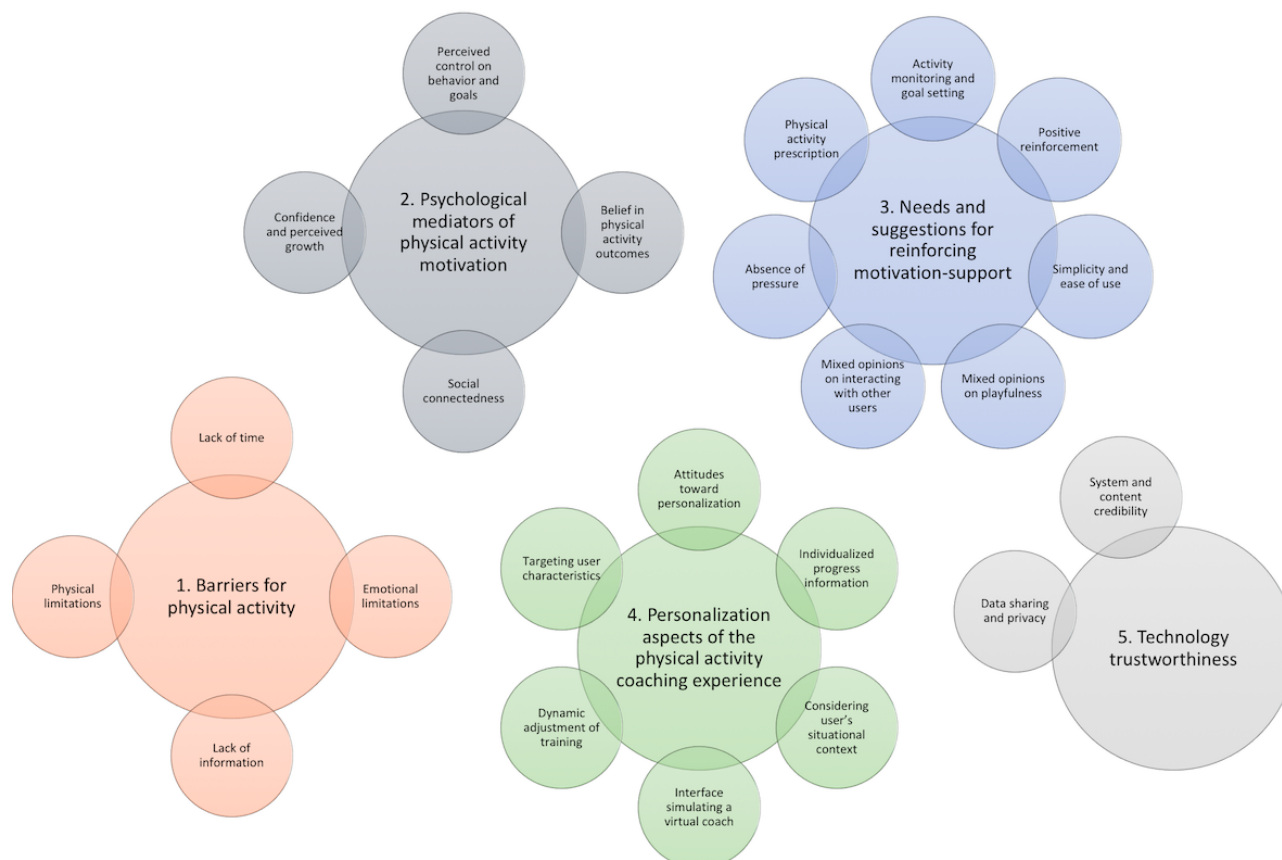 Perceived control on
behavior and
goals
Confidence
and perceived
growth
2. Psychological
mediators of
physical activity
motivation
Belief in
physical activity
outcomes
Social
connectedness
Activity
monitoring and
goal setting
Physical
activity
prescription
Positive
reinforcement
3. Needs and
suggestions for
reinforcing
motivation-support
Absence of
pressure
Simplicity and
ease of use
Mixed opinions
on interacting
with other
users
Mixed opinions
on playfulness
Lack of time
Physical
limitations
1. Barriers for
physical activity
Emotional
limitations
Lack of
information
Attitudes
toward
personalization
Targeting user
characteristics
Individualized
progress
information
4. Personalization
aspects of the
physical activity
coaching experience
Dynamic
adjustment of
training
Considering
user's
situational
context
Interface
simulating a
virtual coach
System and
content
credibility
Data sharing
and privacy
5. Technology
trustworthiness